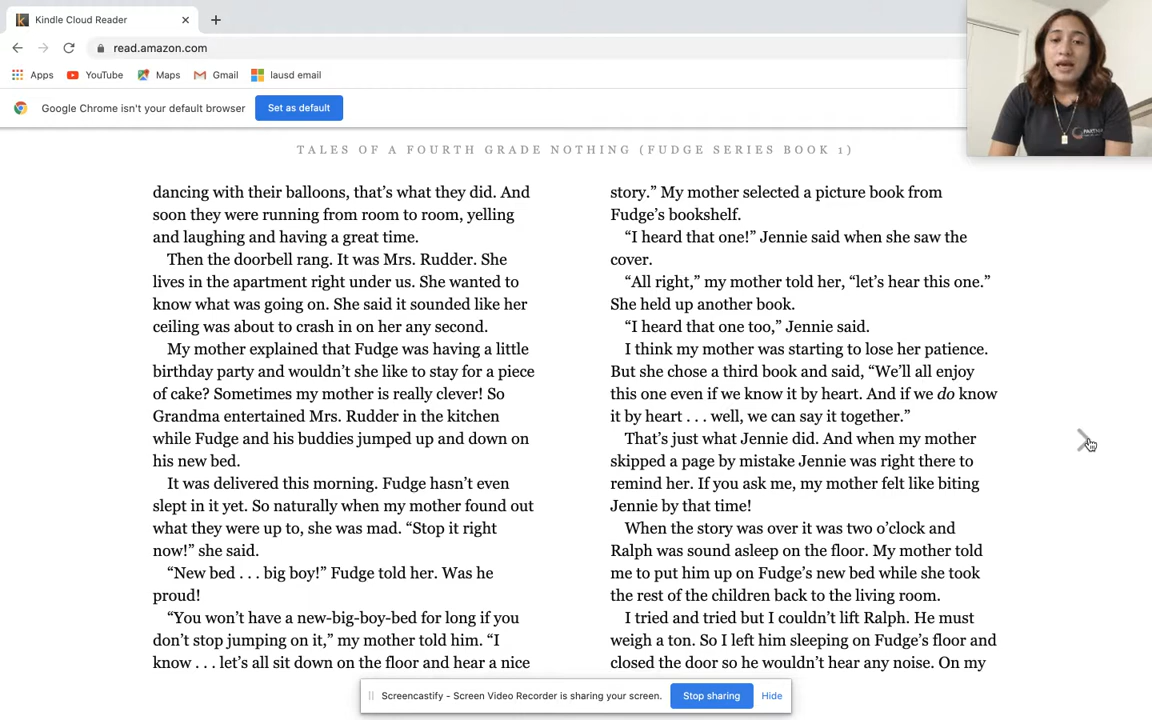 Kindle Cloud Reader
read.amazon.com
Apps
YouTube
Maps
Gmail
lausd email
Google Chrome isn't your default browser
Set as default
TALES OF A FOURTH GRADE NOTHING (FUDGE SERIES BOOK 1)
dancing with their balloons, that’s what they did. And
soon they were running from room to room, yelling
and laughing and having a great time.
Then the doorbell rang. It was Mrs. Rudder. She
lives in the apartment right under us. She wanted to
know what was going on. She said it sounded like her
ceiling was about to crash in on her any second.
My mother explained that Fudge was having a little
birthday party and wouldn’t she like to stay for a piece
of cake? Sometimes my mother is really clever! So
Grandma entertained Mrs. Rudder in the kitchen
while Fudge and his buddies jumped up and down on
his new bed.
It was delivered this morning. Fudge hasn’t even
slept in it yet. So naturally when my mother found out
what they were up to, she was mad. “Stop it right
now!” she said.
“New bed . . . big boy!” Fudge told her. Was he
proud!
“You won’t have a new-big-boy-bed for long if you
don’t stop jumping on it,” my mother told him. “I
know . . . let’s all sit down on the floor and hear a nice
story.” My mother selected a picture book from
Fudge’s bookshelf.
“I heard that one!” Jennie said when she saw the
cover.
“All right,” my mother told her, “let’s hear this one.”
She held up another book.
“I heard that one too,” Jennie said.
I think my mother was starting to lose her patience.
But she chose a third book and said, “We’ll all enjoy
this one even if we know it by heart. And if we do know
it by heart . . . well, we can say it together.”
That’s just what Jennie did. And when my mother
skipped a page by mistake Jennie was right there to
remind her. If you ask me, my mother felt like biting
Jennie by that time!
When the story was over it was two o’clock and
Ralph was sound asleep on the floor. My mother told
me to put him up on Fudge’s new bed while she took
the rest of the children back to the living room.
I tried and tried but I couldn’t lift Ralph. He must
weigh a ton. So I left him sleeping on Fudge’s floor and
closed the door so he wouldn’t hear any noise. On my
Screencastify - Screen Video Recorder is sharing your screen.
Stop sharing
Hide